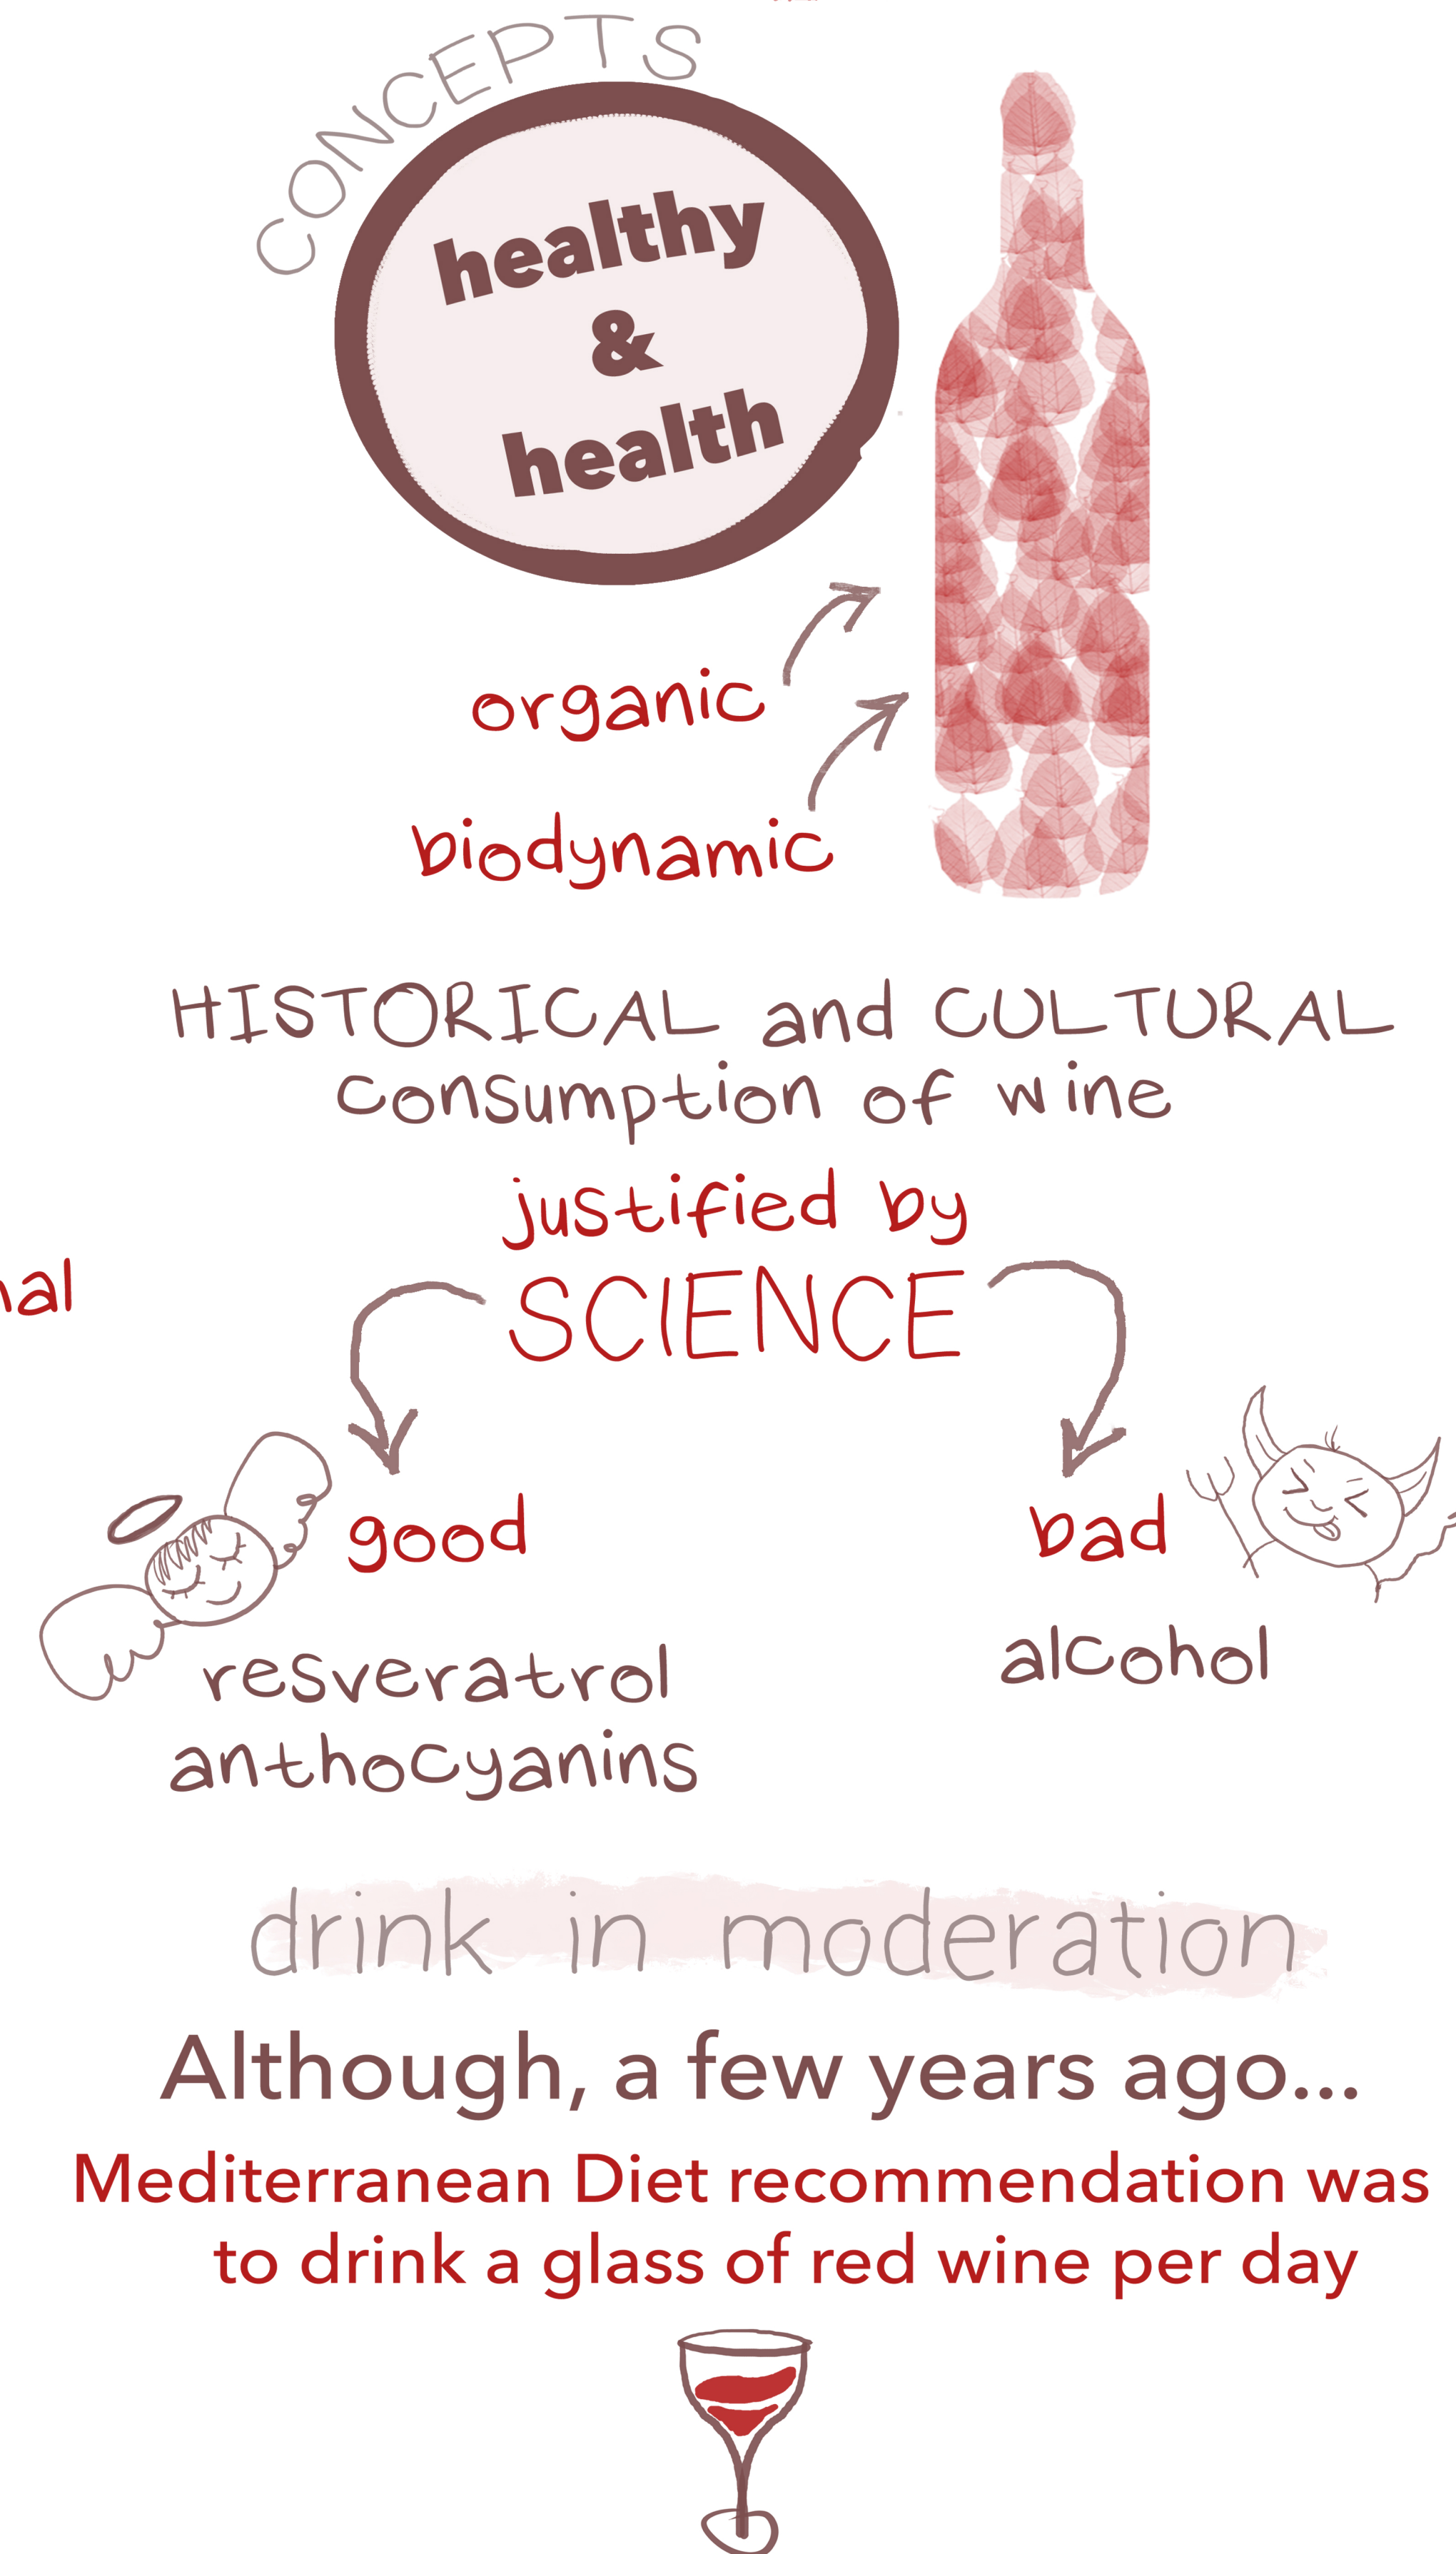 CONCEPTS
healthy
&
health
organic
biodynamic
HISTORICAL and CULTURAL
consumption of wine
justified by
SCIENCE
good
bad
resveratrol
alcohol
anthocyanins
drink in moderation
Although, a few years ago...
Mediterranean Diet recommendation was
to drink a glass of red wine per day